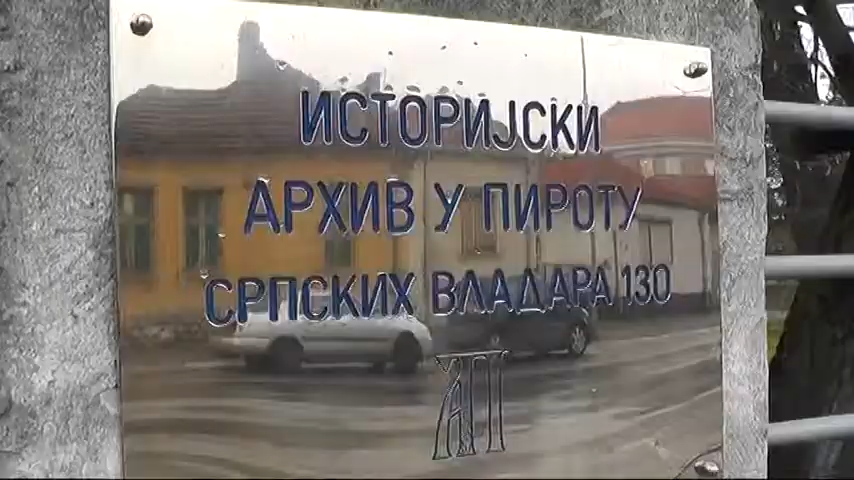 ИСТОРИЈСКИ
АРХИВ У ПИРОТУ
СРПСКИХ ВЛАДАРА 130